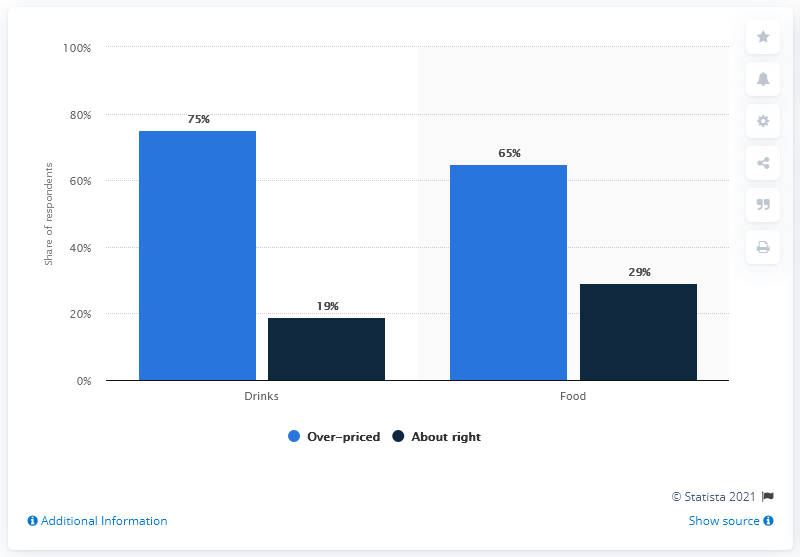 100%
80%
60%
40%
20%
0%
Share of respondents
75%
19%
65%
29%
Drinks
Food
Over-priced
About right
© Statista 2021
Additional Information
Show source